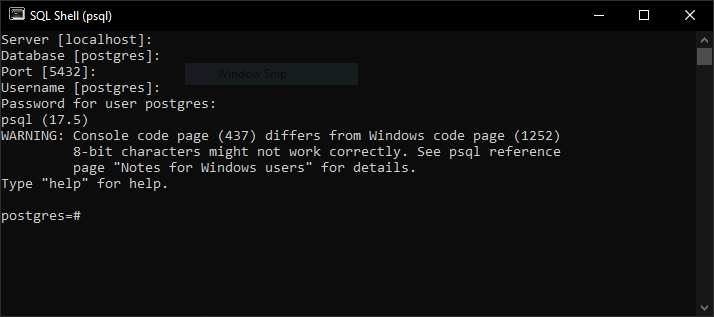 SQL Shell (psql)
Server [localhost]:
Database [postgres]:
Port [5432]:
Window Snip
Username [postgres]:
Password for user postgres:
psql (17.5)
WARNING: Console code page (437) differs from Windows code page (1252)
         8-bit characters might not work correctly. See psql reference
         page "Notes for Windows users" for details.
Type "help" for help.
postgres=#